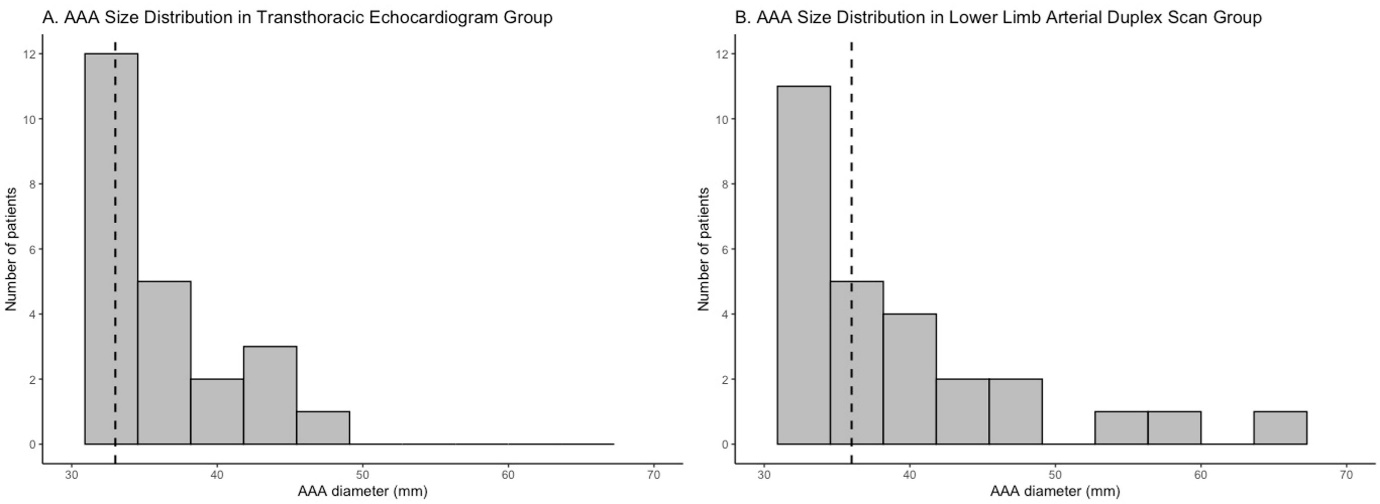 A. AAA Size Distribution in Transthoracic Echocardiogram Group
Number of patients
12
10
8
6
4
2
0
30 40 50 60 70
AAA diameter (mm)
B. AAA Size Distribution in Lower Limb Arterial Duplex Scan Group
Number of patients
12
10
8
6
4
2
0
30 40 50 60 70
AAA diameter (mm)